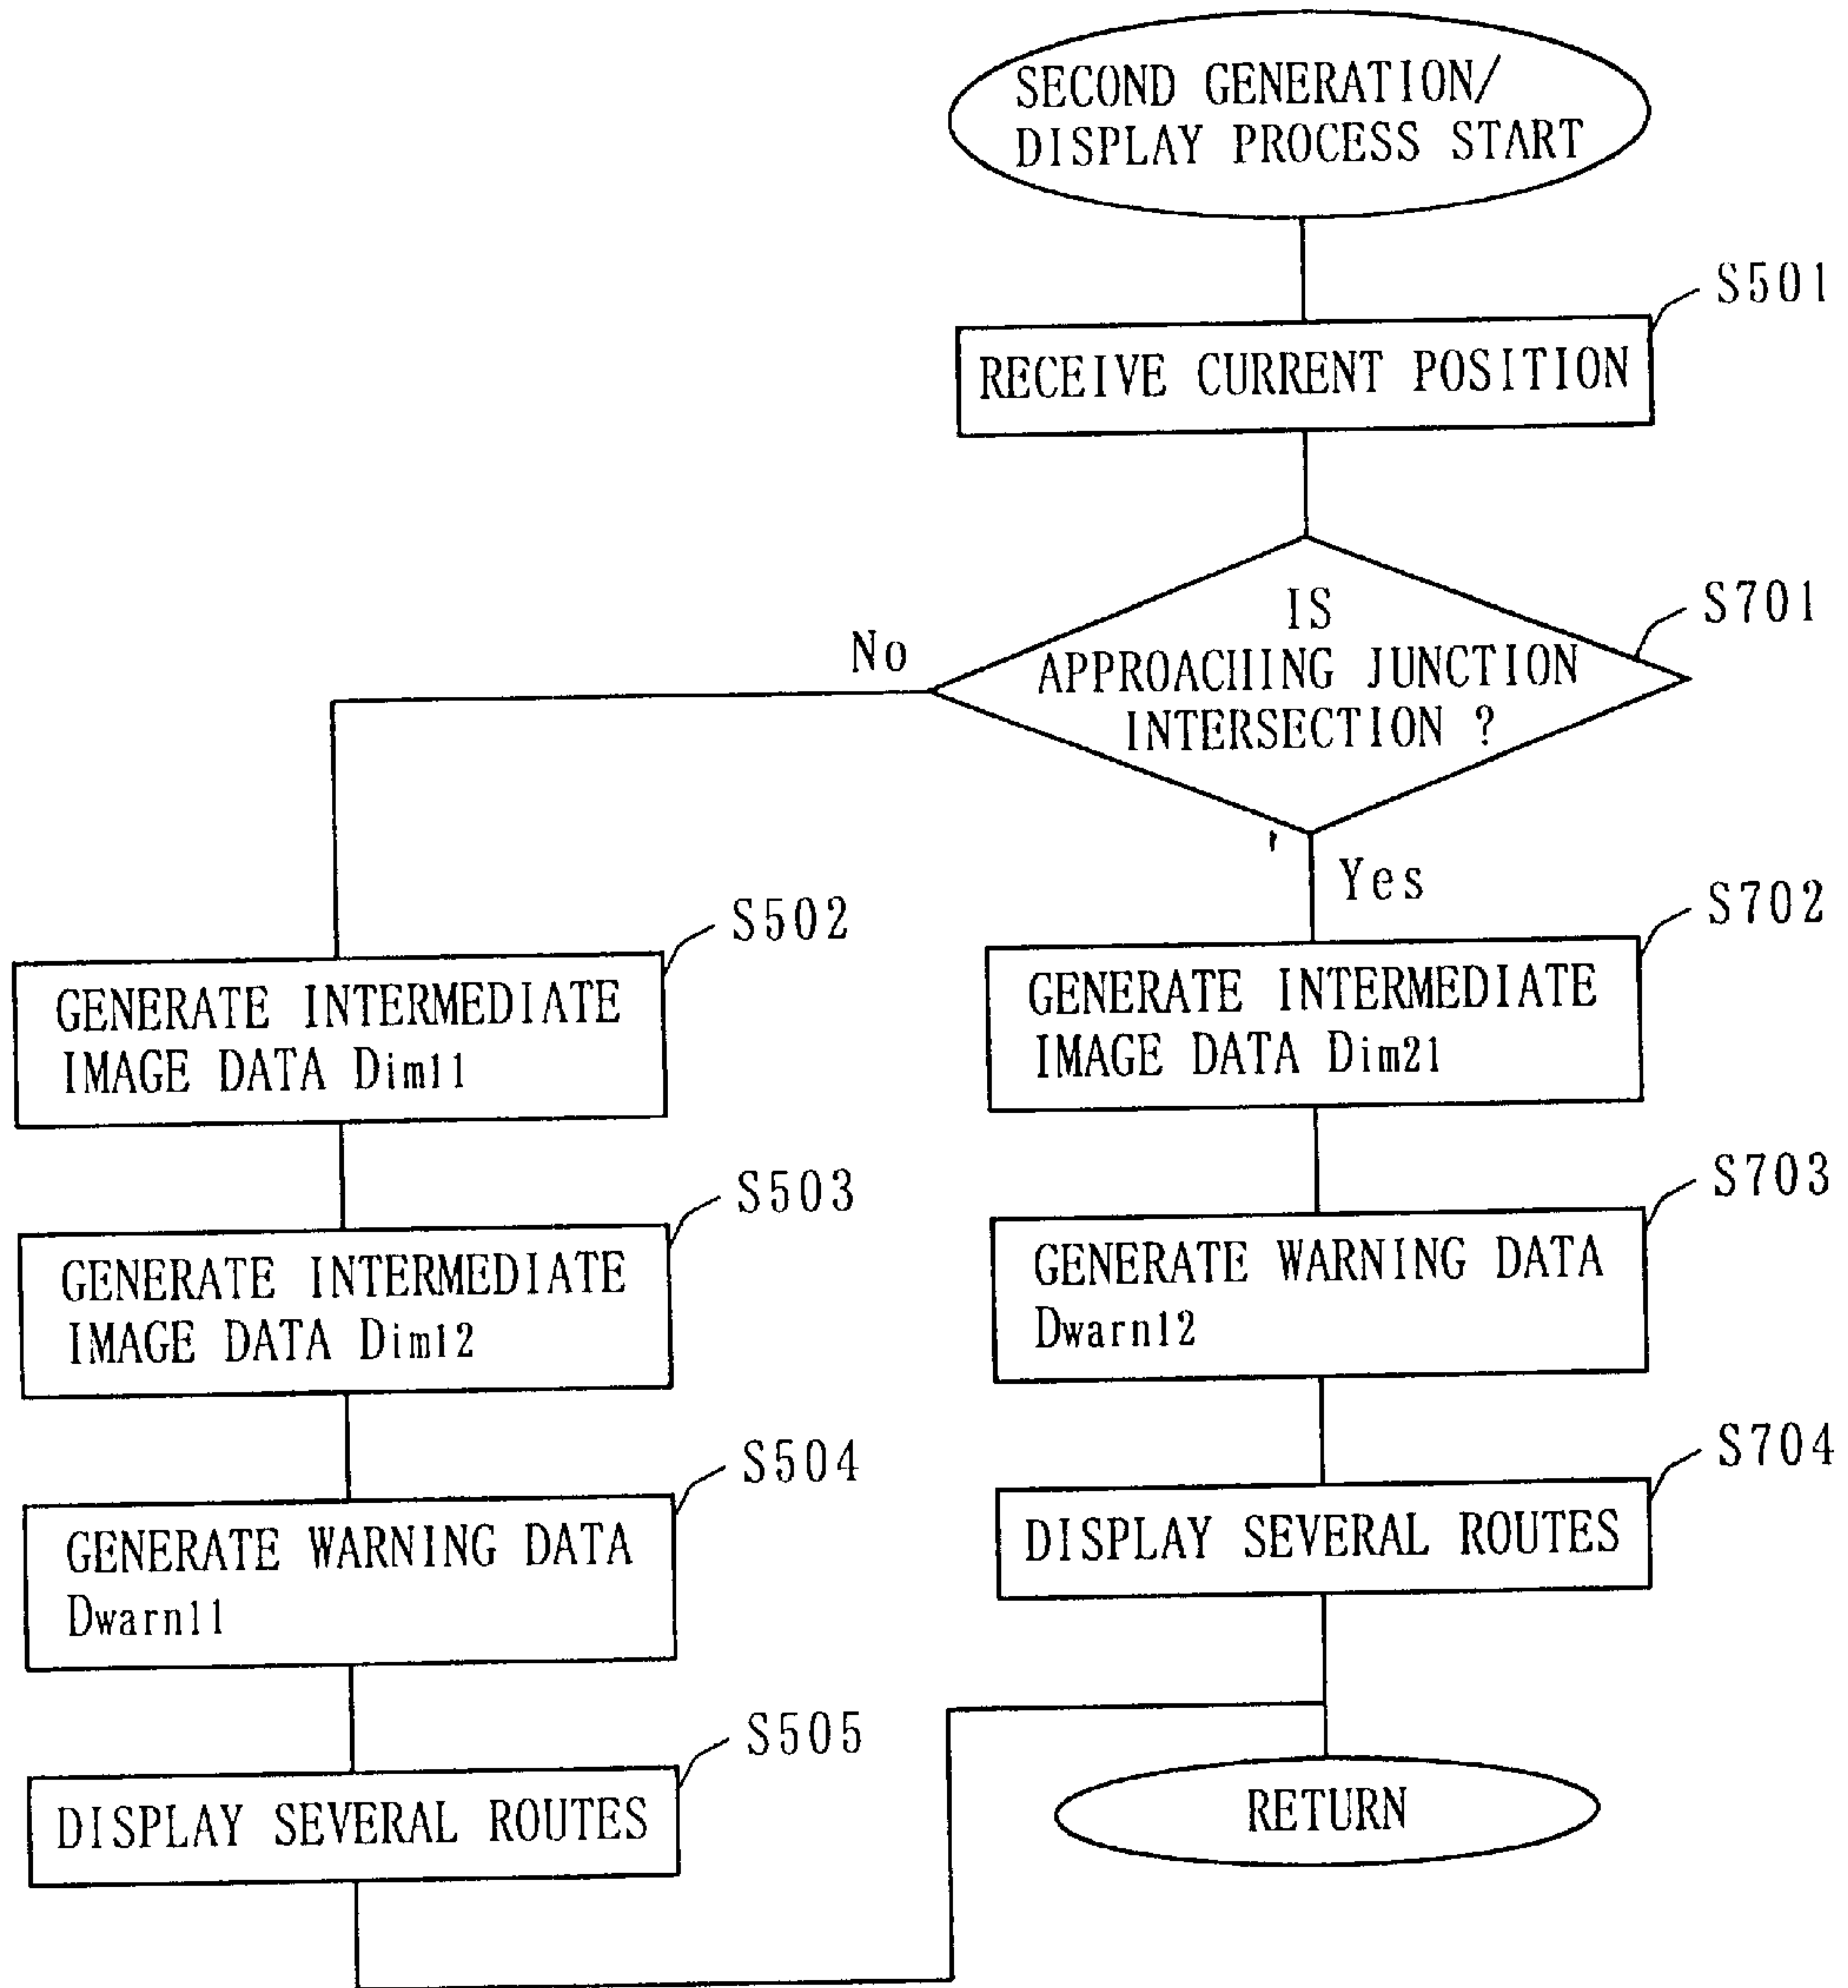 SECOND GENERATION/
DISPLAY PROCESS START
S501
RECEIVE CURRENT POSITION
S701
IS
APPROACHING JUNCTION
INTERSECTION ?
No
Yes
S502
GENERATE INTERMEDIATE
IMAGE DATA Dim11
S503
GENERATE INTERMEDIATE
IMAGE DATA Dim12
S504
GENERATE WARNING DATA
Dwarn11
S505
DISPLAY SEVERAL ROUTES
S702
GENERATE INTERMEDIATE
IMAGE DATA Dim21
S703
GENERATE WARNING DATA
Dwarn12
S704
DISPLAY SEVERAL ROUTES
RETURN